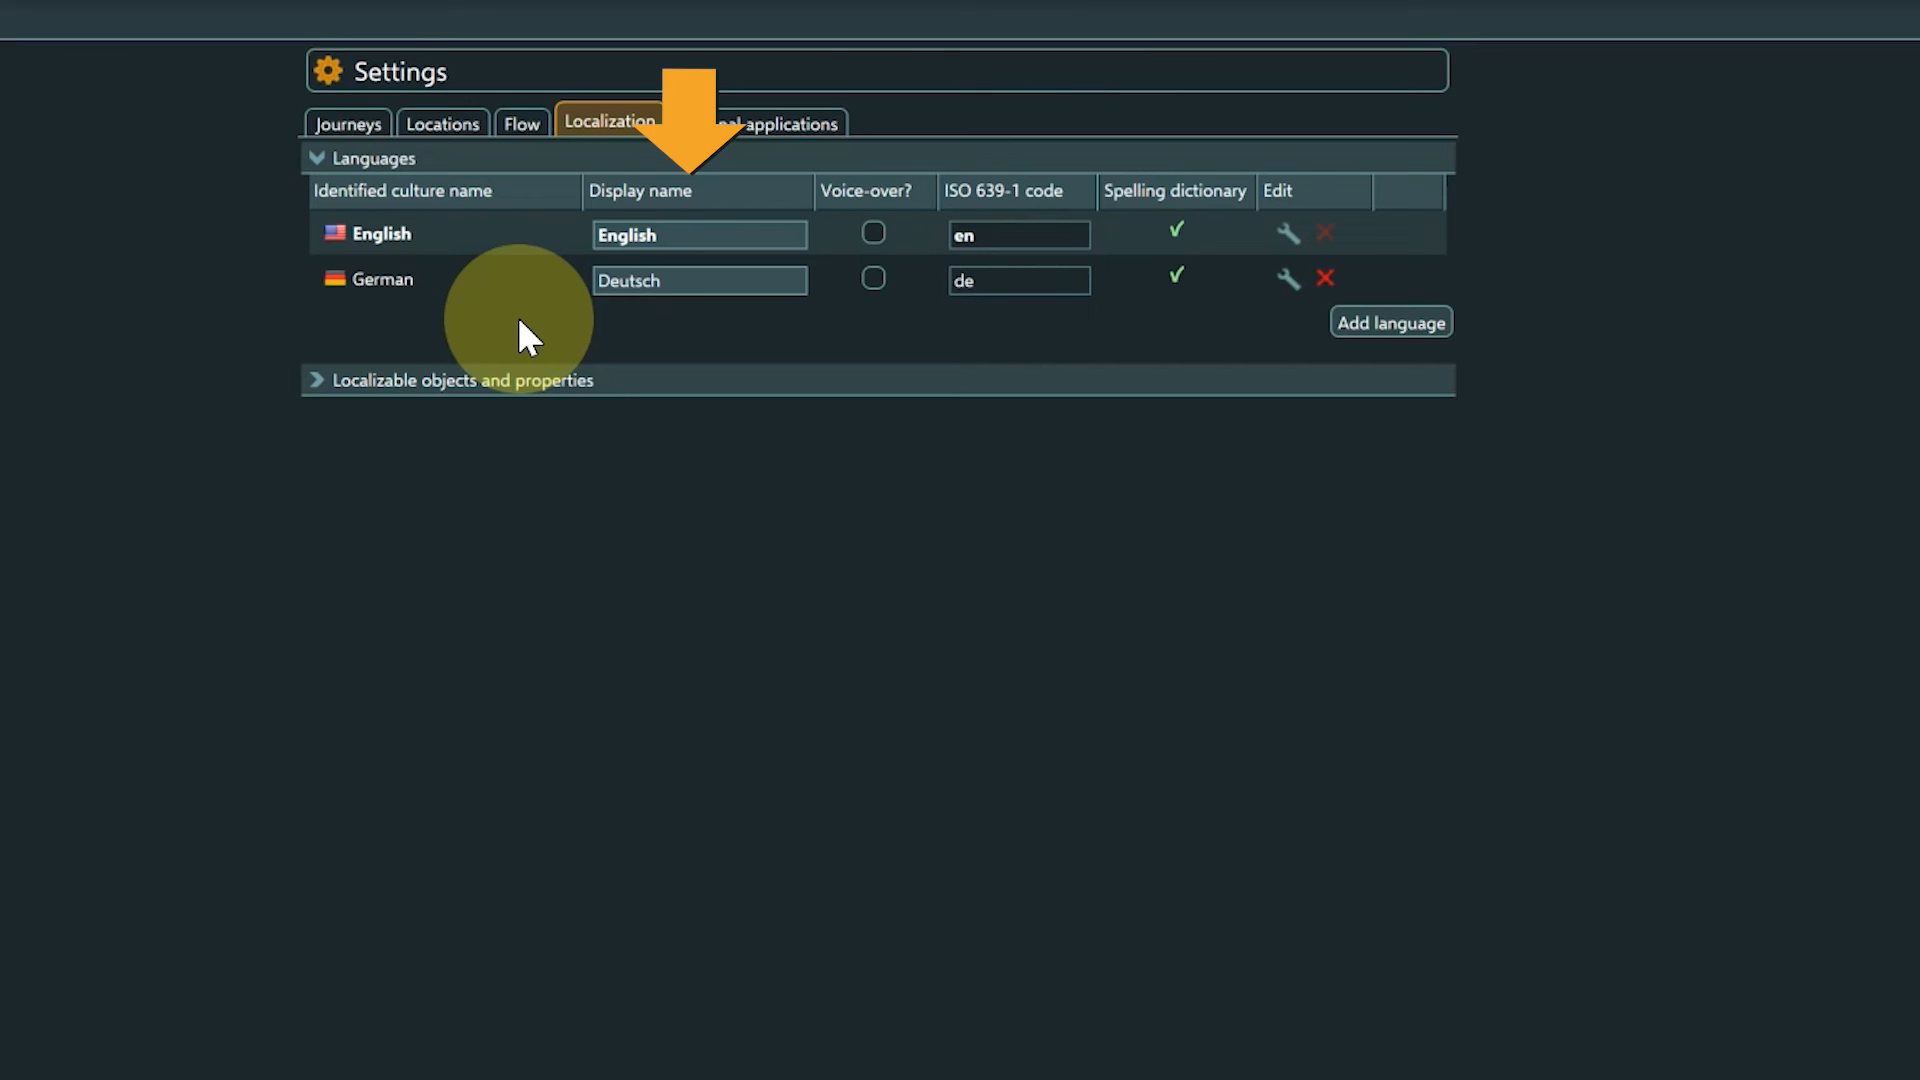 Settings
Journeys Locations Flow Localization applications
Languages
Identified culture name Display name Voice-over? ISO 639-1 code Spelling dictionary Edit
English English en
German Deutsch de
Add language
Localizable objects and properties